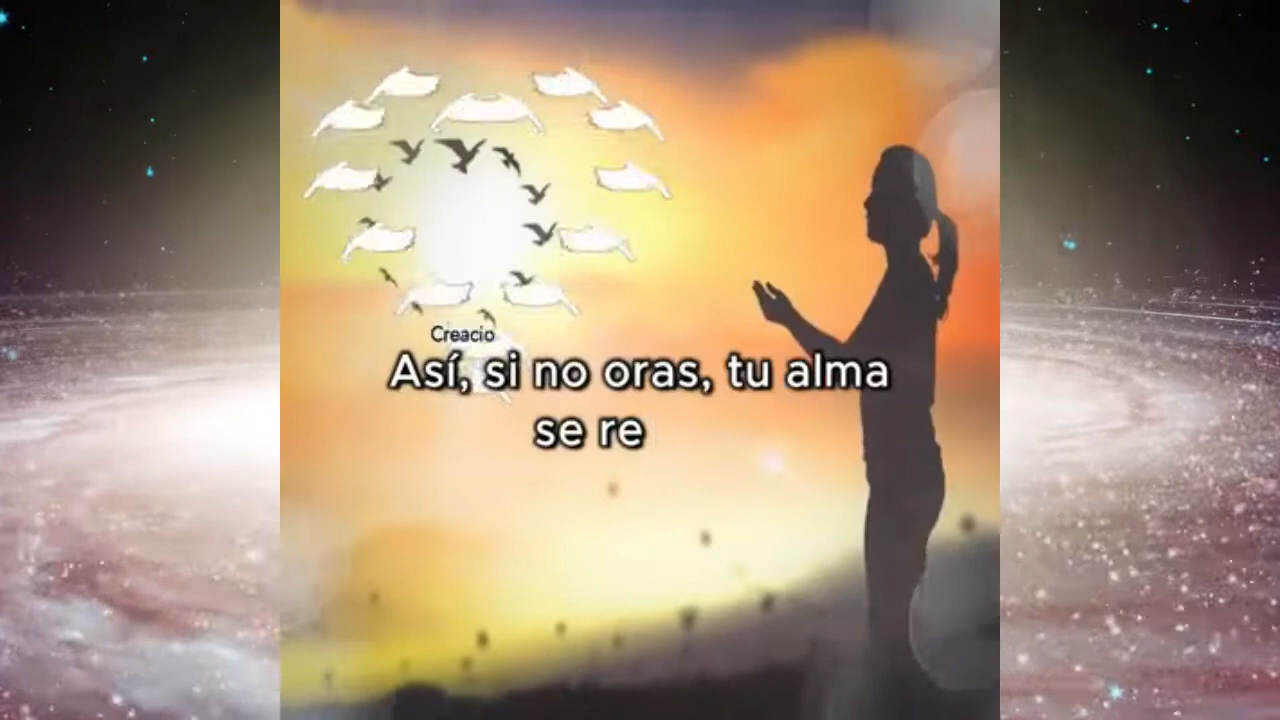 Creacio
Así, si no oras, tu alma
se re